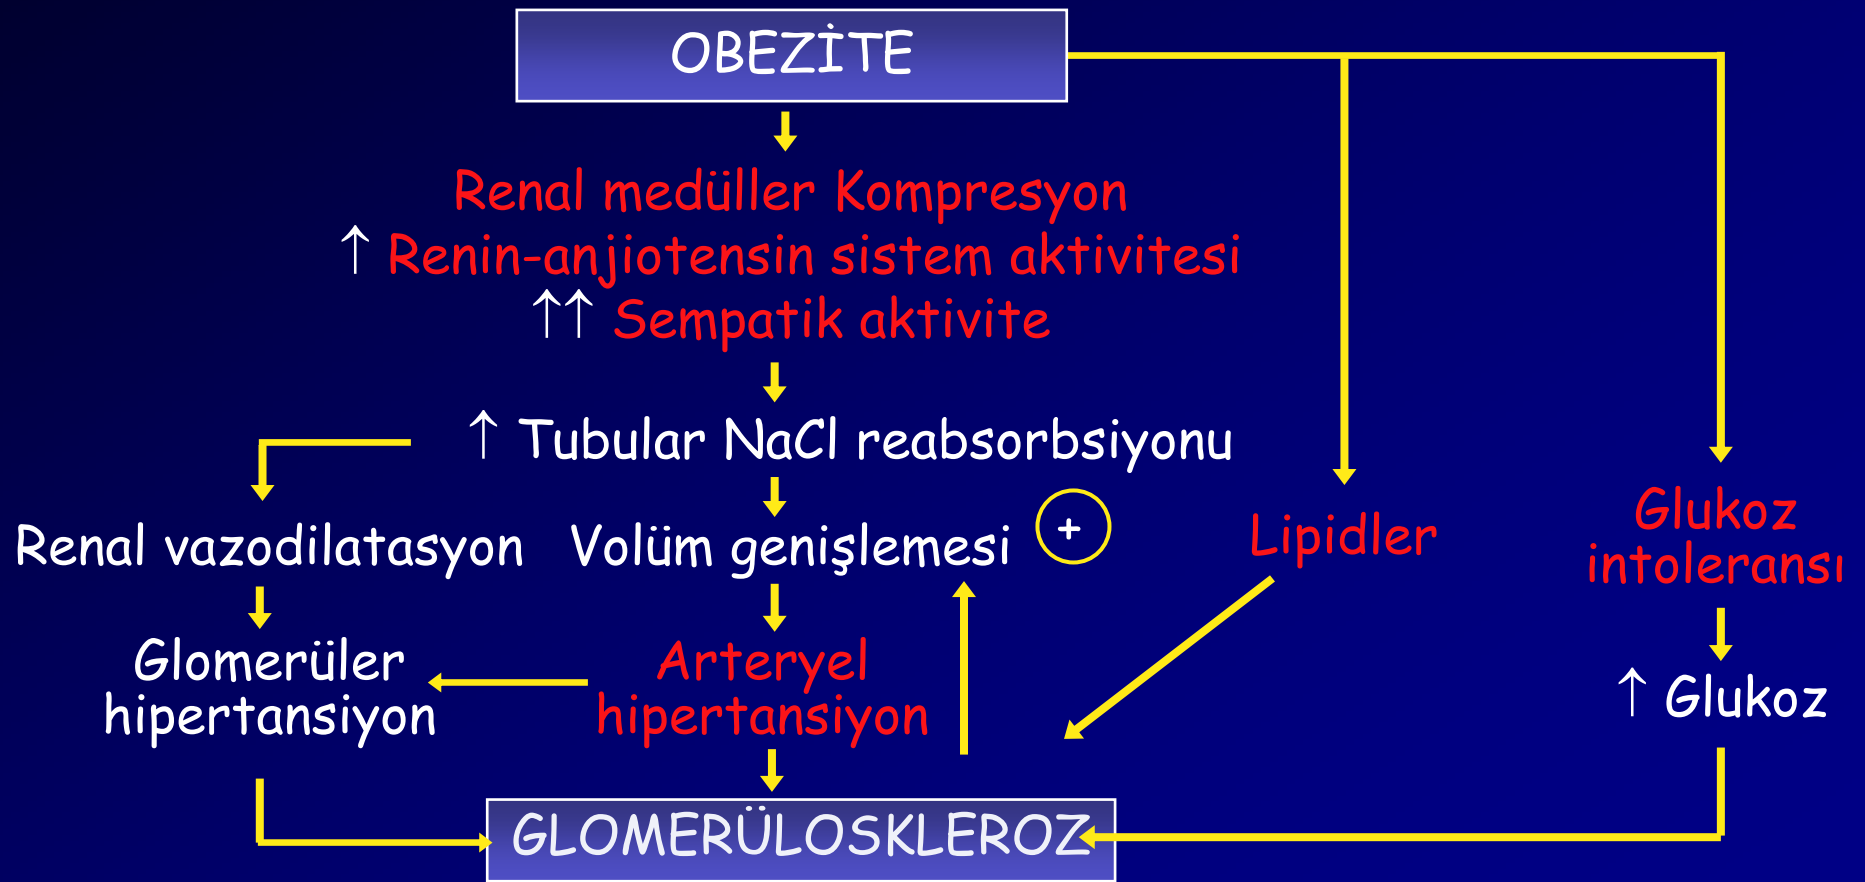 OBEZİTE
Renal medüller Kompresyon
↑ Renin-anjiotensin sistem aktivitesi
↑↑ Sempatik aktivite
↑ Tubular NaCl reabsorbsiyonu
Renal vazodilatasyon
Volüm genişlemesi
+
Lipidler
Glukoz
intoleransı
Glomerüler
hipertansiyon
Arteryel
hipertansiyon
↑ Glukoz
GLOMERÜLOSKLEROZ